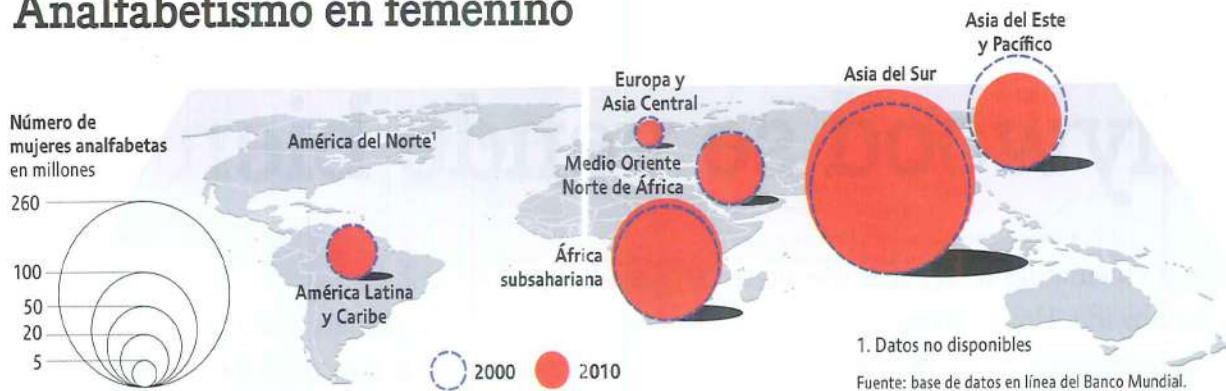 Analfabetismo en femenino
Número de
mujeres analfabetas
en millones
260
100
50
20
5
América del Norte¹
América Latina
y Caribe
Europa y
Asia Central
Medio Oriente
Norte de África
África
subsahariana
Asia del Sur
Asia del Este
y Pacífico
2000
2010
1. Datos no disponibles
Fuente: base de datos en línea del Banco Mundial.